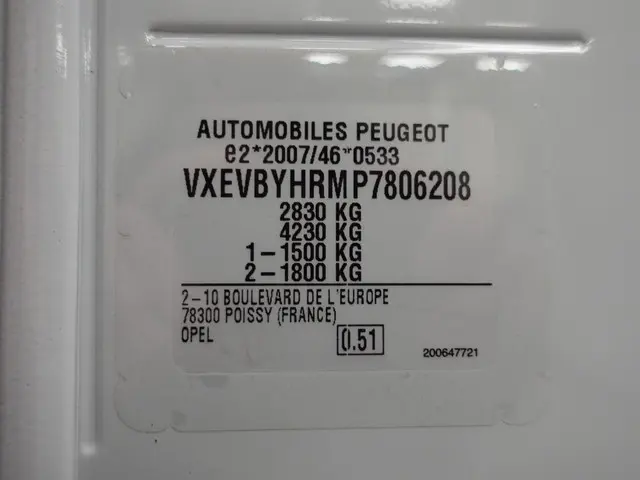 AUTOMOBILES PEUGEOT
e2*2007/46*0533
VXEVBYHRMP7806208
2830 KG
4230 KG
1-1500 KG
2-1800 KG
2-10 BOULEVARD DE L'EUROPE
78300 POISSY (FRANCE)
OPEL 0.51 200647721